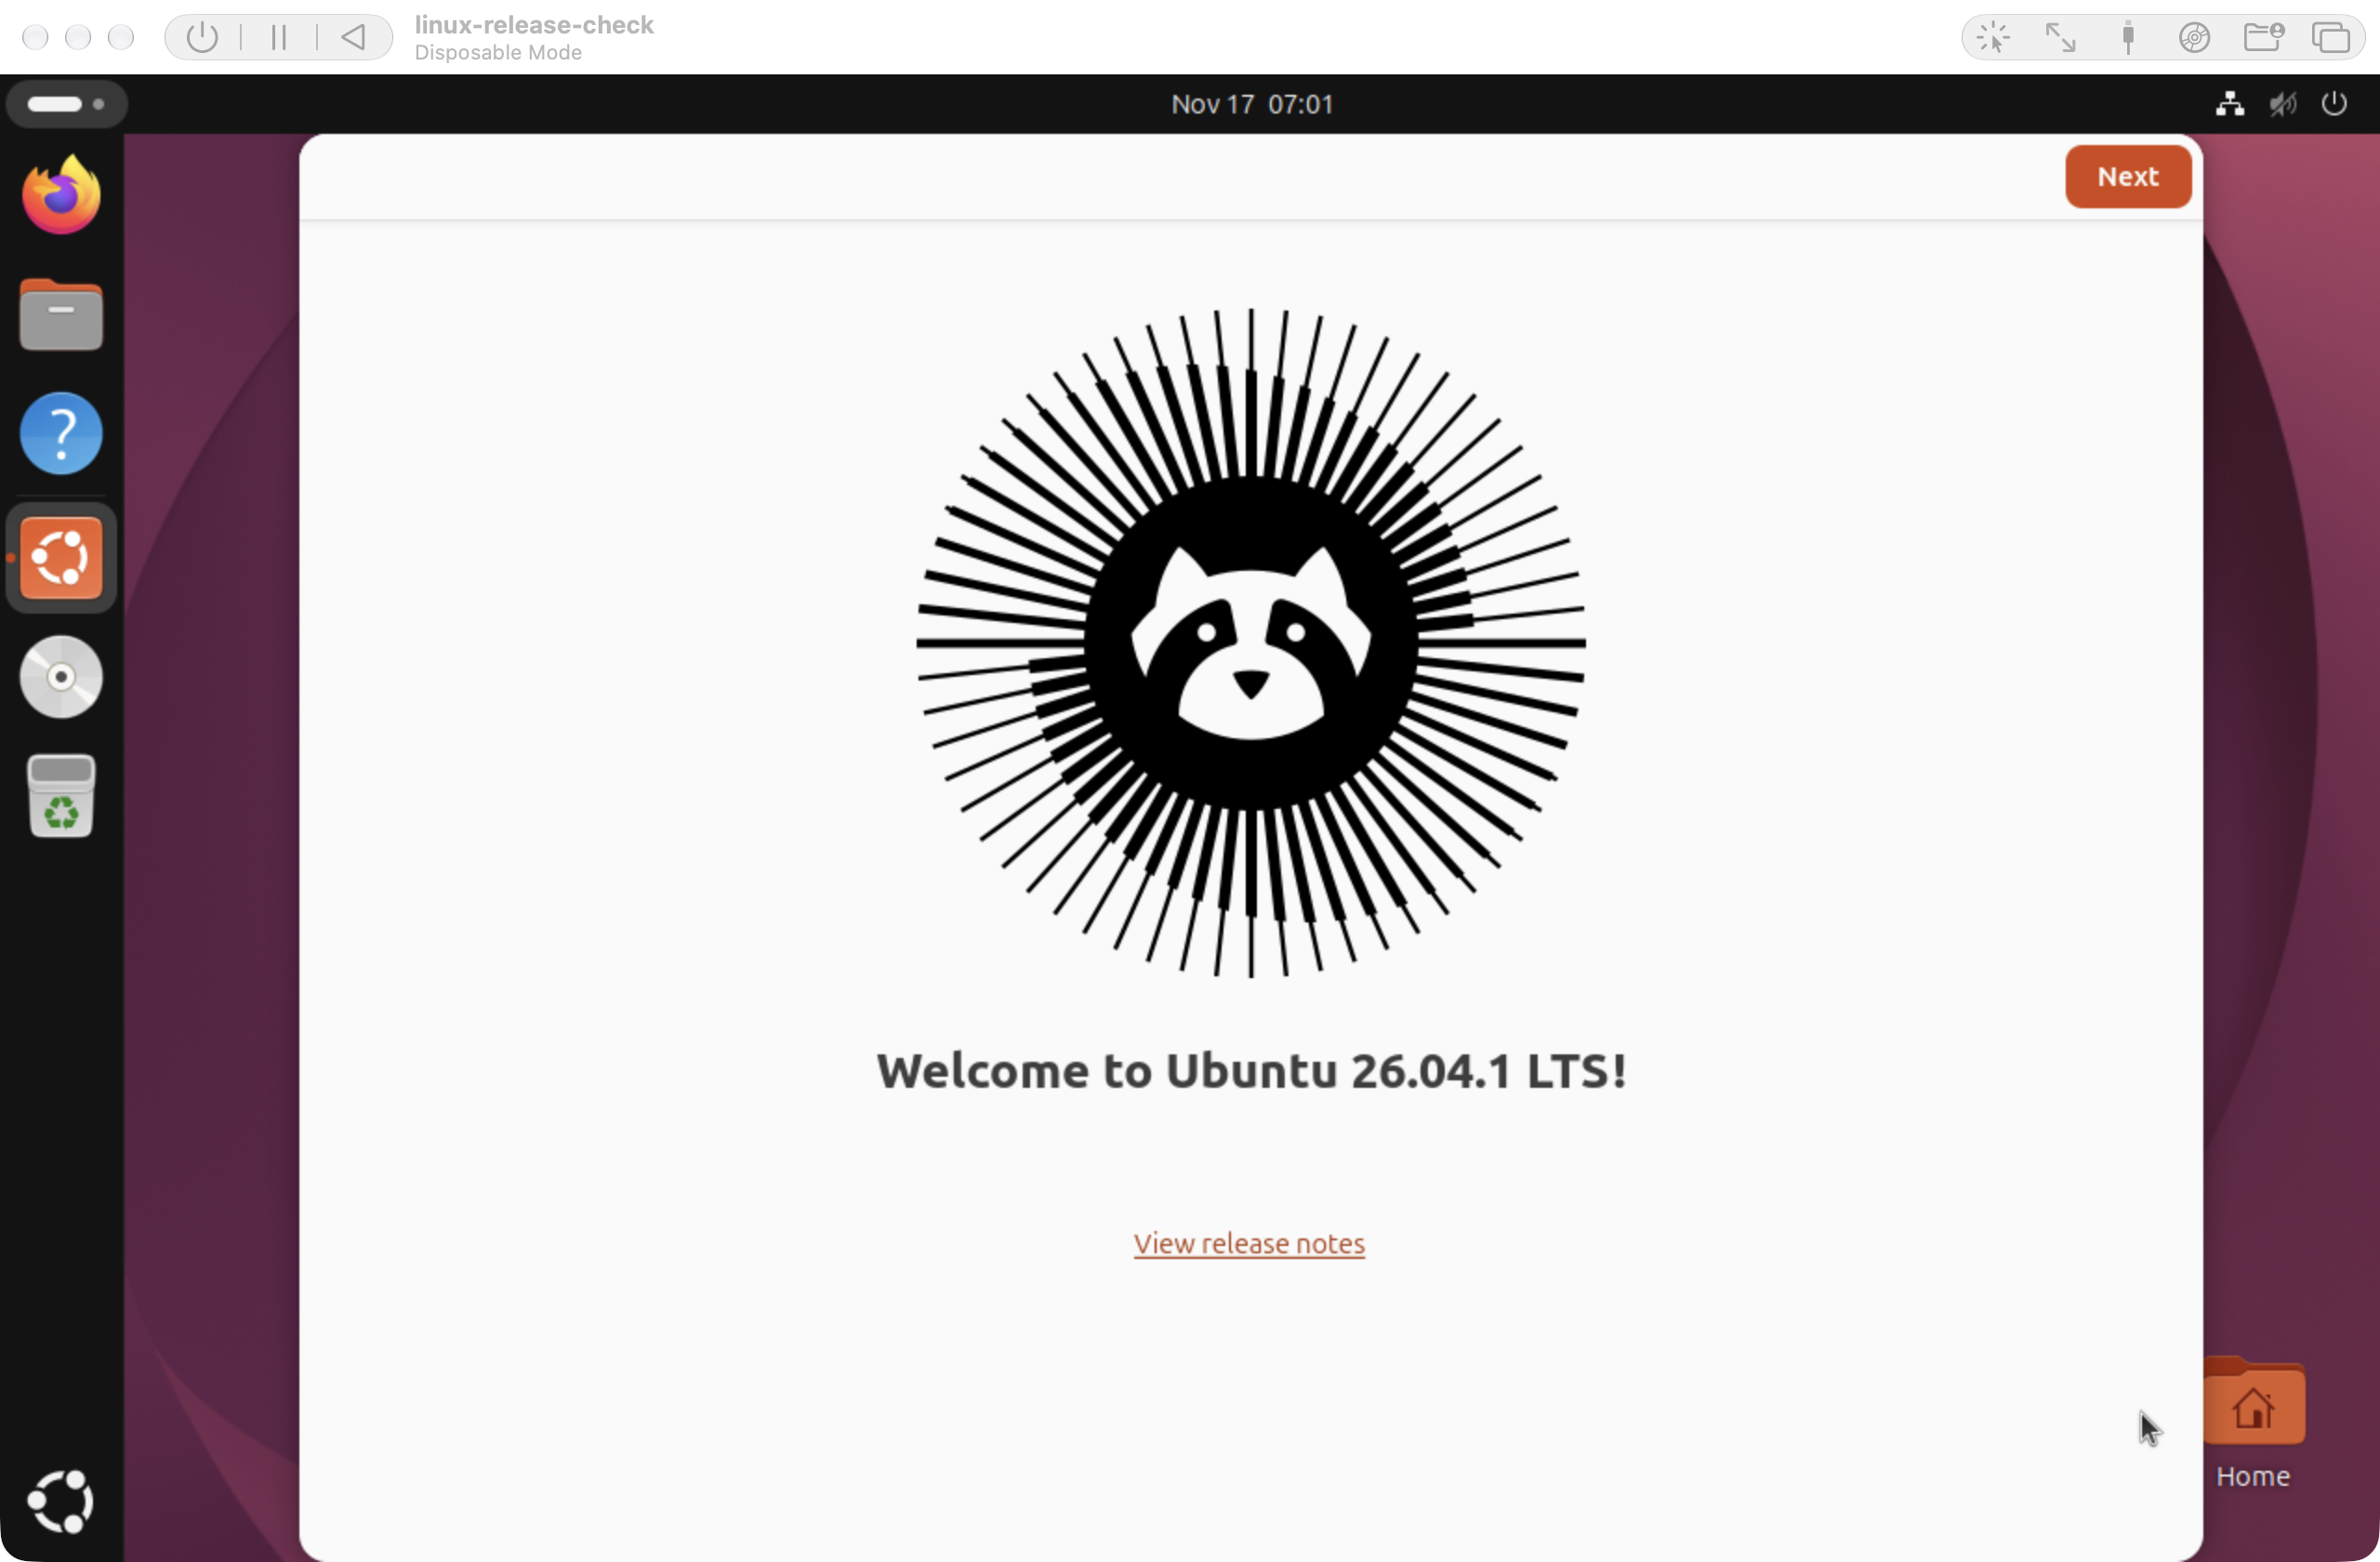 linux-release-check
Disposable Mode
Nov 17 07:01
Next
Welcome to Ubuntu 26.04.1 LTS!
View release notes
Home